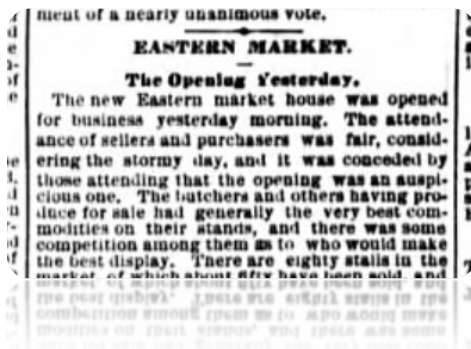 ment of a nearly unanimous vote.
EASTERN MARKET.
The Opening Yesterday.
The new Eastern market house was opened
for business yesterday morning. The attend-
ance of sellers and purchasers was fair, consid-
ering the stormy day, and it was conceded by
those attending that the opening was an auspi-
cious one. The butchers and others having pro-
duce for sale had generally the very best com-
modities on their stands, and there was some
competition among them as to who would make
the best display. There are eighty stalls in the
market, of which about fifty have been sold, and